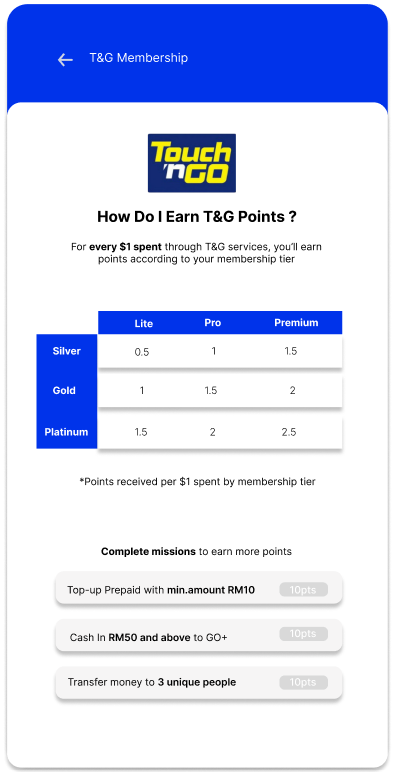 T&G Membership
Touch
'n GO
How Do I Earn T&G Points ?
For every $1 spent through T&G services, you'll earn
points according to your membership tier
Lite Pro Premium
Silver 0.5 1 1.5
Gold 1 1.5 2
Platinum 1.5 2 2.5
*Points received per $1 spent by membership tier
Complete missions to earn more points
Top-up Prepaid with min.amount RM10 10pts
Cash In RM50 and above to GO+ 10pts
Transfer money to 3 unique people 10pts